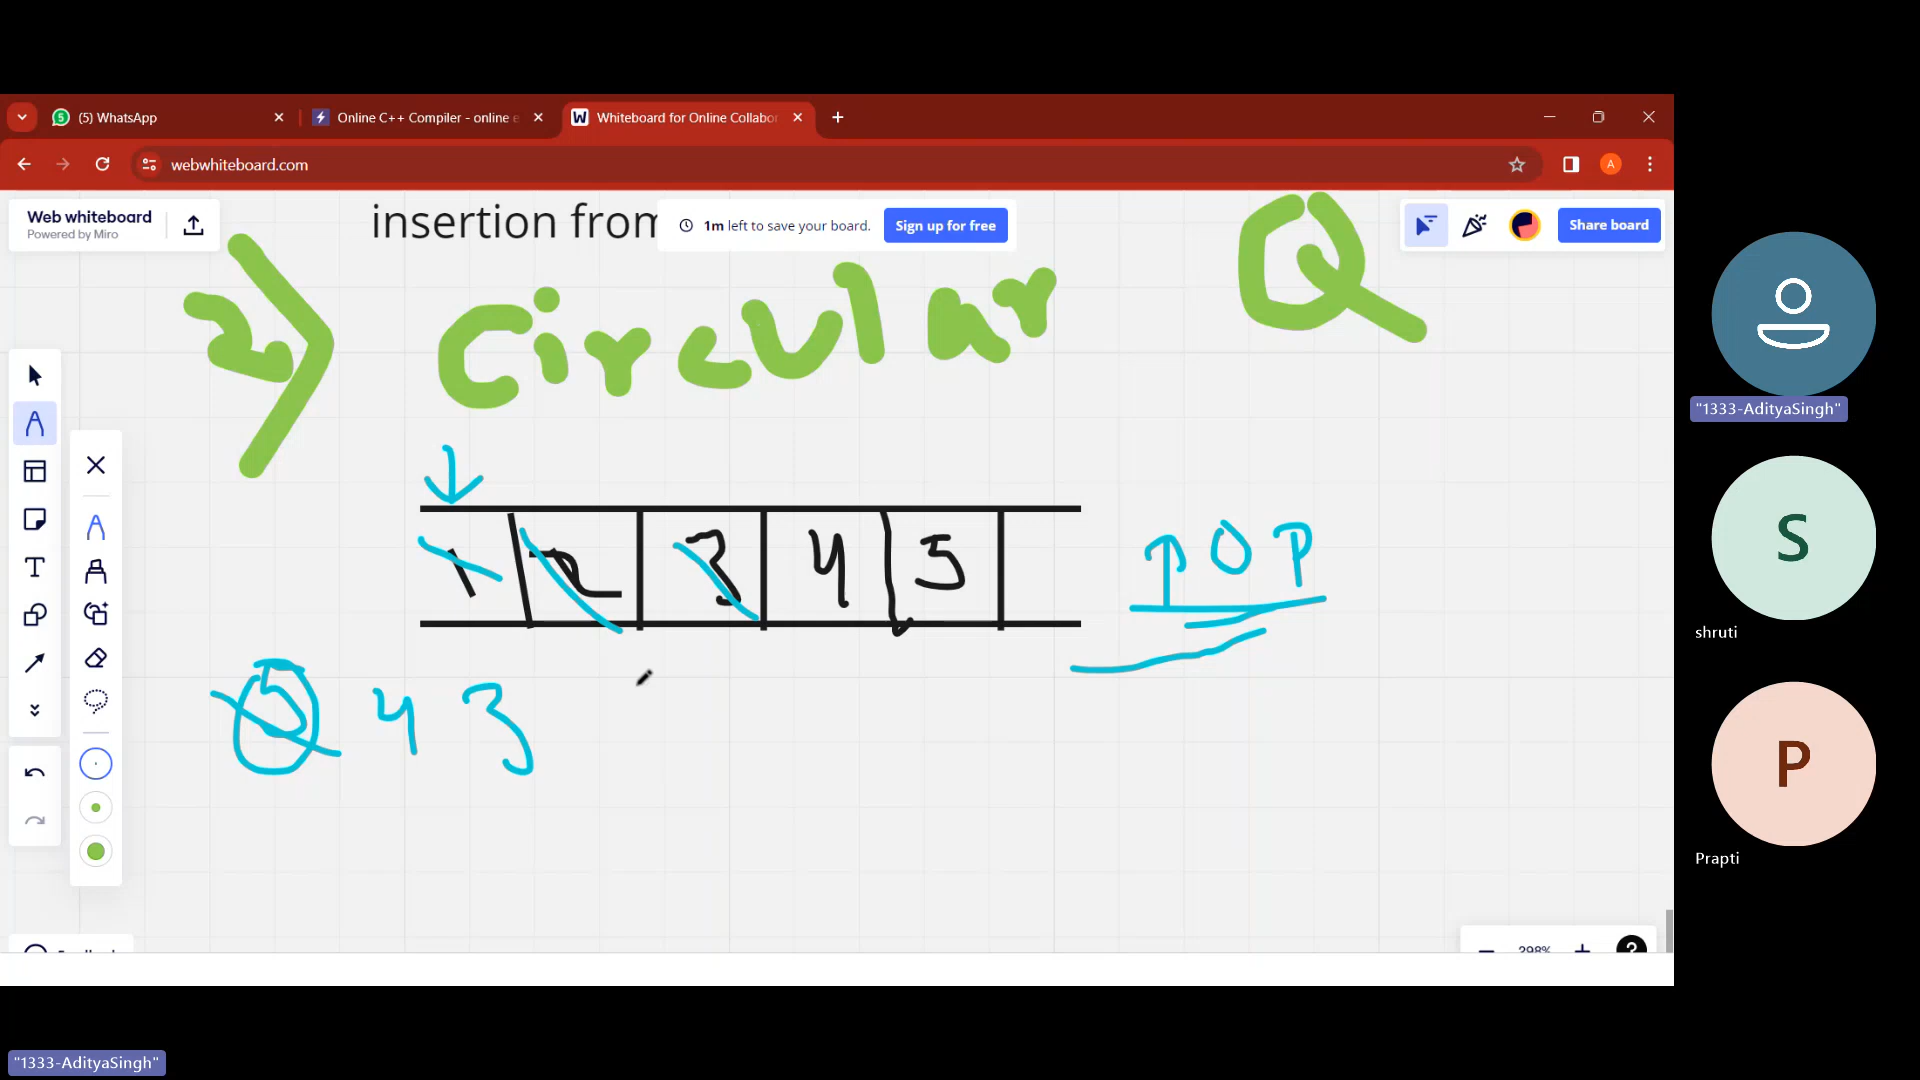 (5) WhatsApp
Online C++ Compiler - online e
Whiteboard for Online Collabor
webwhiteboard.com
A
Web whiteboard
Powered by Miro
insertion from
1m left to save your board.
Sign up for free
Share board
Q
2) Circular
1 2 3 4 5
POP
5 4 3
298%
"1333-AdityaSingh"
S
shruti
P
Prapti
"1333-AdityaSingh"